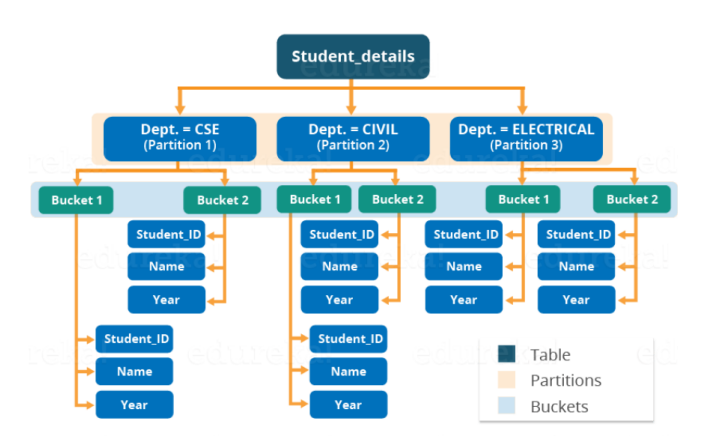 Student_details
Dept. = CSE
(Partition 1)
Dept. = CIVIL
(Partition 2)
Dept. = ELECTRICAL
(Partition 3)
Bucket 1
Bucket 2
Bucket 1
Bucket 2
Bucket 1
Bucket 2
Student_ID
Student_ID
Student_ID
Student_ID
Name
Name
Name
Name
Year
Year
Year
Year
Student_ID
Student_ID
Name
Name
Year
Year
Table
Partitions
Buckets
edureka!